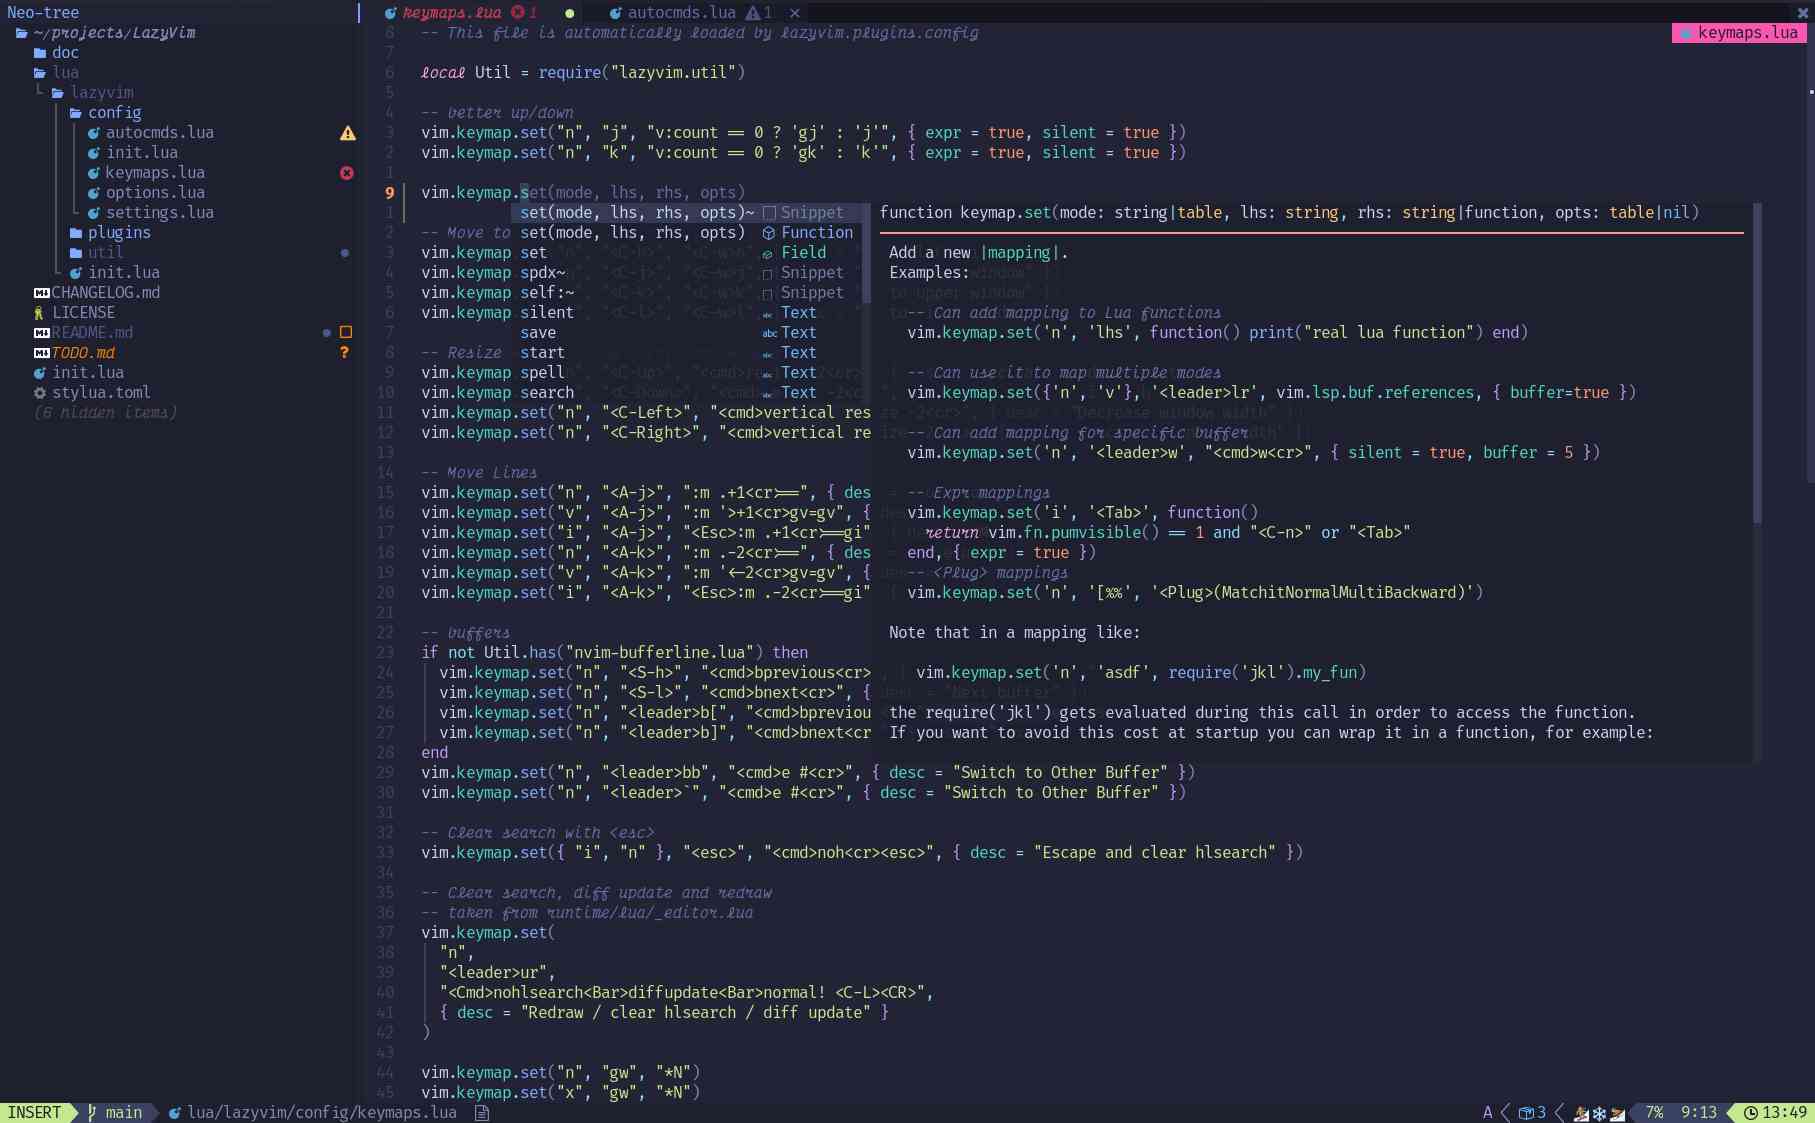 Neo-tree
~/projects/LazyVim
doc
lua
lazyvim
config
autocmds.lua
init.lua
keymaps.lua
options.lua
settings.lua
plugins
util
init.lua
CHANGELOG.md
LICENSE
README.md
TODO.md ?
init.lua
stylua.toml
(6 hidden items)
keymaps.lua 1
autocmds.lua 1
keymaps.lua
8 -- This file is automatically loaded by lazyvim.plugins.config
7
6 local Util = require("lazyvim.util")
5
4 -- better up/down
3 vim.keymap.set("n", "j", "v:count == 0 ? 'gj' : 'j'", { expr = true, silent = true })
2 vim.keymap.set("n", "k", "v:count == 0 ? 'gk' : 'k'", { expr = true, silent = true })
1
9 vim.keymap.set(mode, lhs, rhs, opts)
1
2 -- Move to
3 vim.keymap
4 vim.keymap
5 vim.keymap
6 vim.keymap
7
8 -- Resize
9 vim.keymap
10 vim.keymap
11 vim.keymap.set("n", "<C-Left>", "<cmd>vertical res
12 vim.keymap.set("n", "<C-Right>", "<cmd>vertical re
13
14 -- Move Lines
15 vim.keymap.set("n", "<A-j>", ":m .+1<cr>==", { des
16 vim.keymap.set("v", "<A-j>", ":m '>+1<cr>gv=gv", {
17 vim.keymap.set("i", "<A-j>", "<Esc>:m .+1<cr>==gi"
18 vim.keymap.set("n", "<A-k>", ":m .-2<cr>==", { des
19 vim.keymap.set("v", "<A-k>", ":m '<-2<cr>gv=gv", {
20 vim.keymap.set("i", "<A-k>", "<Esc>:m .-2<cr>==gi"
21
22 -- buffers
23 if not Util.has("nvim-bufferline.lua") then
24 vim.keymap.set("n", "<S-h>", "<cmd>bprevious<cr>
25 vim.keymap.set("n", "<S-l>", "<cmd>bnext<cr>", {
26 vim.keymap.set("n", "<leader>b[", "<cmd>bpreviou
27 vim.keymap.set("n", "<leader>b]", "<cmd>bnext<cr
28 end
29 vim.keymap.set("n", "<leader>bb", "<cmd>e #<cr>", { desc = "Switch to Other Buffer" })
30 vim.keymap.set("n", "<leader>`", "<cmd>e #<cr>", { desc = "Switch to Other Buffer" })
31
32 -- Clear search with <esc>
33 vim.keymap.set({ "i", "n" }, "<esc>", "<cmd>noh<cr><esc>", { desc = "Escape and clear hlsearch" })
34
35 -- Clear search, diff update and redraw
36 -- taken from runtime/lua/_editor.lua
37 vim.keymap.set(
38 "n",
39 "<leader>ur",
40 "<Cmd>nohlsearch<Bar>diffupdate<Bar>normal! <C-L><CR>",
41 { desc = "Redraw / clear hlsearch / diff update" }
42 )
43
44 vim.keymap.set("n", "gw", "*N")
45 vim.keymap.set("x", "gw", "*N")
set(mode, lhs, rhs, opts)~ Snippet
set(mode, lhs, rhs, opts) Function
set Field
spdx~ Snippet
self:~ Snippet
silent Text
save Text
start Text
spell Text
search Text
function keymap.set(mode: string|table, lhs: string, rhs: string|function, opts: table|nil)
Add a new |mapping|.
Examples:
-- Can add mapping to Lua functions
vim.keymap.set('n', 'lhs', function() print("real lua function") end)
-- Can use it to map multiple modes
vim.keymap.set({'n', 'v'}, '<leader>lr', vim.lsp.buf.references, { buffer=true })
-- Can add mapping for specific buffer
vim.keymap.set('n', '<leader>w', "<cmd>w<cr>", { silent = true, buffer = 5 })
-- Expr mappings
vim.keymap.set('i', '<Tab>', function()
return vim.fn.pumvisible() == 1 and "<C-n>" or "<Tab>"
end, { expr = true })
-- <Plug> mappings
vim.keymap.set('n', '[%%', '<Plug>(MatchitNormalMultiBackward)')
Note that in a mapping like:
vim.keymap.set('n', 'asdf', require('jkl').my_fun)
the require('jkl') gets evaluated during this call in order to access the function.
If you want to avoid this cost at startup you can wrap it in a function, for example:
INSERT main lua/lazyvim/config/keymaps.lua A 3 7% 9:13 13:49